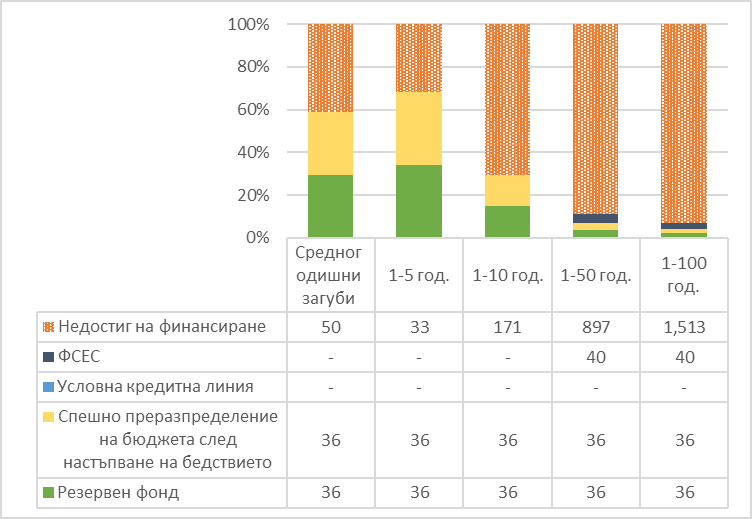 100%
80%
60%
40%
20%
0%
Средног
одишни
загуби
1-5 год.
1-10 год.
1-50 год.
1-100
год.
Недостиг на финансиране 50 33 171 897 1,513
ФСЕС - - - 40 40
Условна кредитна линия - - - - -
Спешно преразпределение
на бюджета след
настъпване на бедствието
36 36 36 36 36
Резервен фонд 36 36 36 36 36